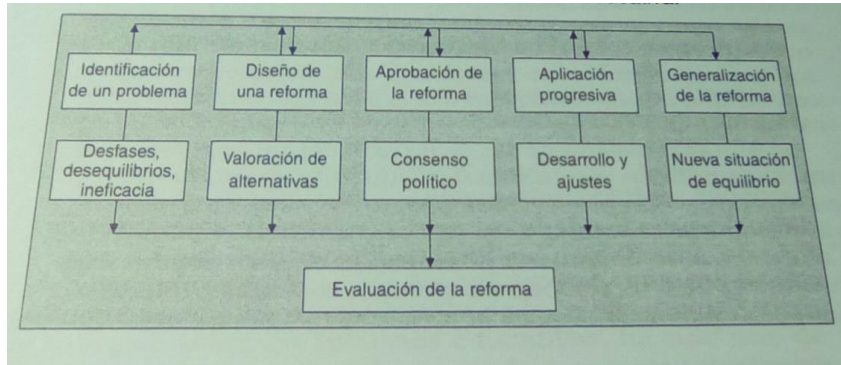 Identificación
de un problema
Diseño de
una reforma
Aprobación de
la reforma
Aplicación
progresiva
Generalización
de la reforma
Desfases,
desequilibrios,
ineficacia
Valoración de
alternativas
Consenso
político
Desarrollo y
ajustes
Nueva situación
de equilibrio
Evaluación de la reforma